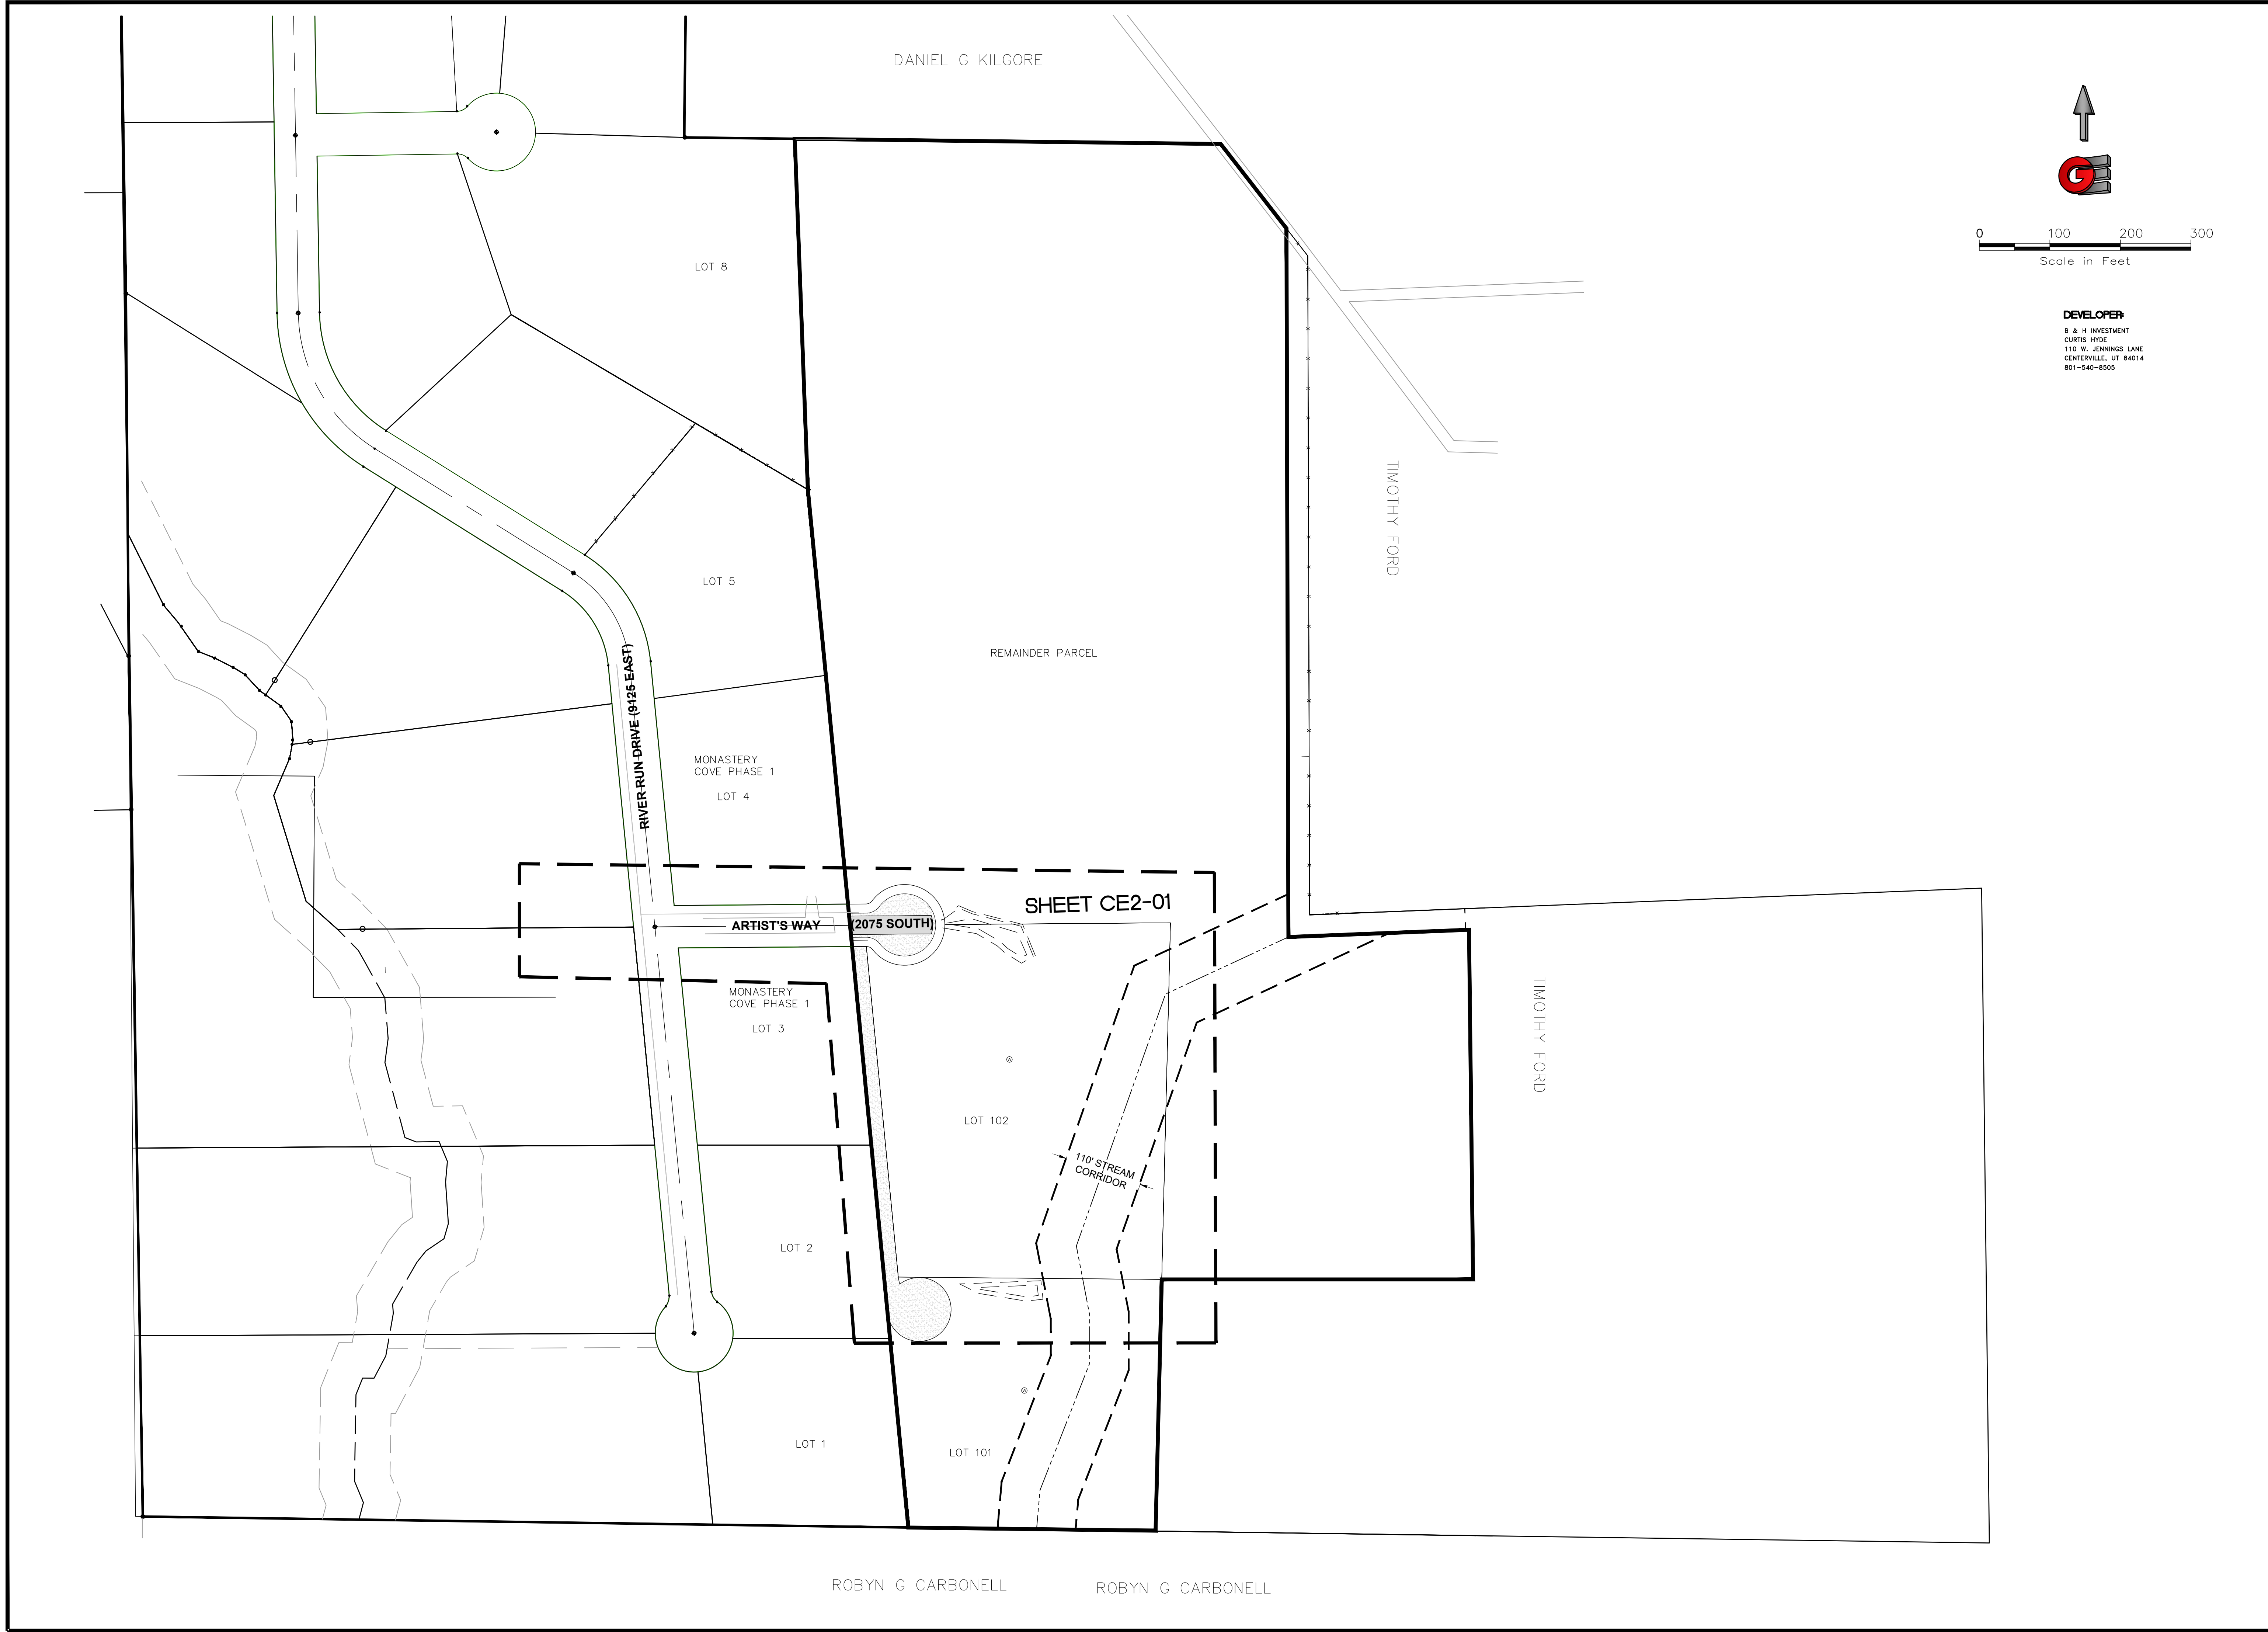 DANIEL G KILGORE
GE
0 100 200 300
Scale in Feet
LOT 8
DEVELOPER:
B & H INVESTMENT
CURTIS HYDE
110 W. JENNINGS LANE
CENTERVILLE, UT 84014
801-540-8505
TIMOTHY FORD
LOT 5
REMAINDER PARCEL
RIVER RUN DRIVE (9125 EAST)
MONASTERY
COVE PHASE 1
LOT 4
SHEET CE2-01
ARTIST'S WAY (2075 SOUTH)
MONASTERY
COVE PHASE 1
LOT 3
TIMOTHY FORD
W
LOT 102
110' STREAM
CORRIDOR
LOT 2
W
LOT 1
LOT 101
ROBYN G CARBONELL
ROBYN G CARBONELL